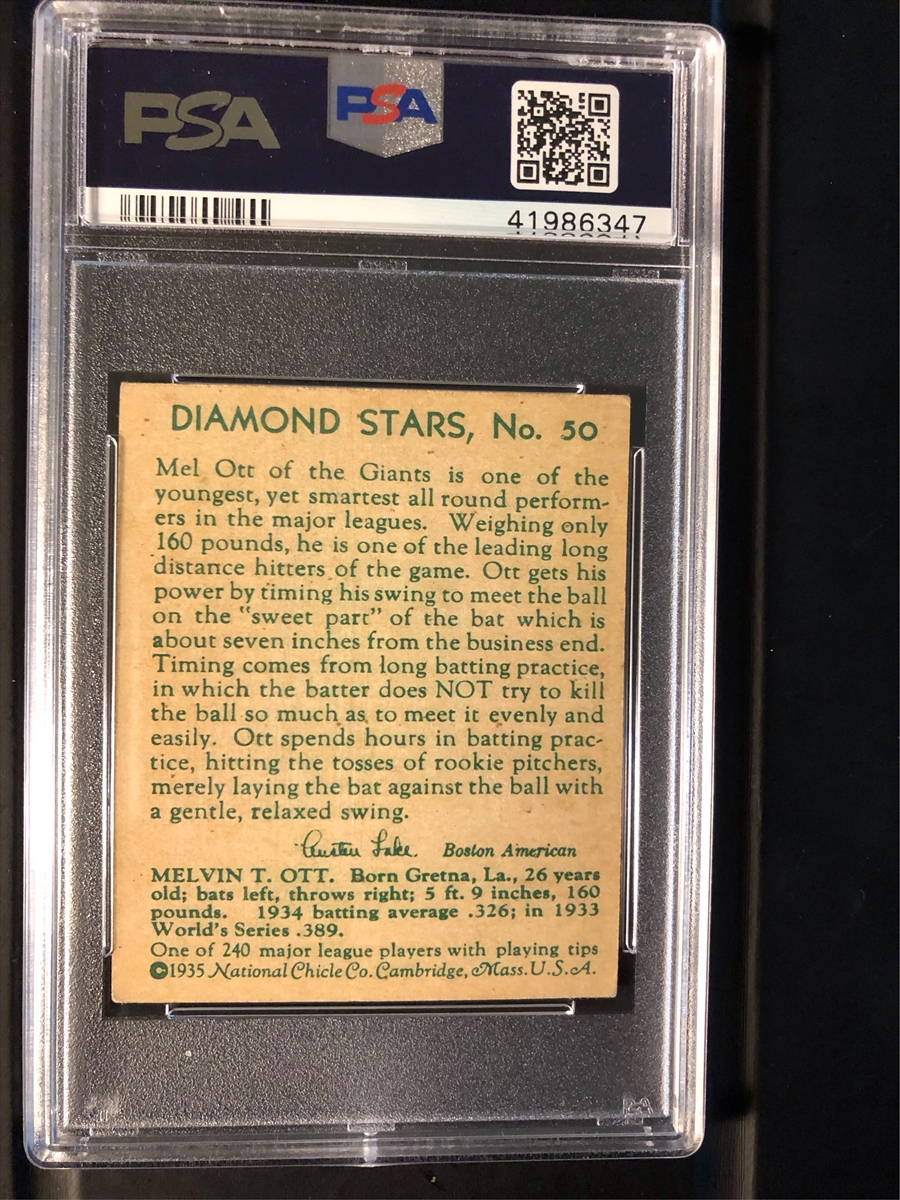 PSA PSA
41986347
DIAMOND STARS, No. 50
Mel Ott of the Giants is one of the
youngest, yet smartest all round perform-
ers in the major leagues. Weighing only
160 pounds, he is one of the leading long
distance hitters of the game. Ott gets his
power by timing his swing to meet the ball
on the "sweet part" of the bat which is
about seven inches from the business end.
Timing comes from long batting practice,
in which the batter does NOT try to kill
the ball so much as to meet it evenly and
easily. Ott spends hours in batting prac-
tice, hitting the tosses of rookie pitchers,
merely laying the bat against the ball with
a gentle, relaxed swing.
Austen Lake. Boston American
MELVIN T. OTT. Born Gretna, La., 26 years
old; bats left, throws right; 5 ft. 9 inches, 160
pounds. 1934 batting average .326; in 1933
World's Series .389.
One of 240 major league players with playing tips
©1935 National Chicle Co. Cambridge, Mass. U.S.A.